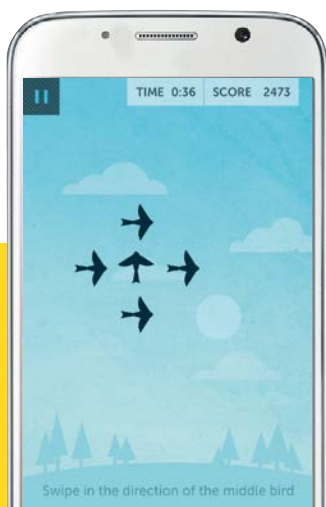 TIME 0:36 SCORE 2473
Swipe in the direction of the middle bird